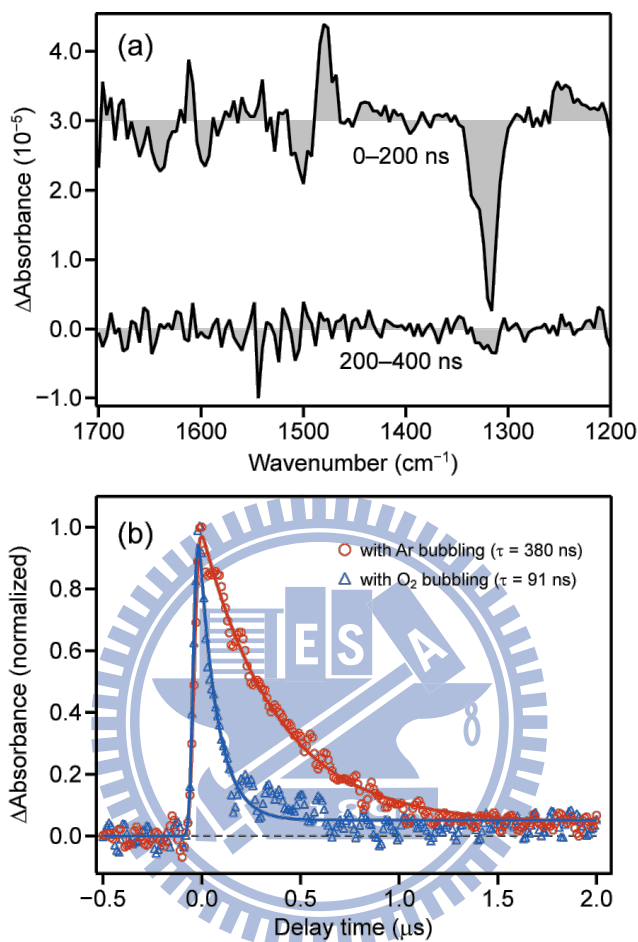 (a)
ΔAbsorbance (10⁻⁵)
4.0
3.0
2.0
1.0
0.0
−1.0
0–200 ns
200–400 ns
1700 1600 1500 1400 1300 1200
Wavenumber (cm⁻¹)
(b)
ΔAbsorbance (normalized)
1.0
0.8
0.6
0.4
0.2
0.0
with Ar bubbling (τ = 380 ns)
with O₂ bubbling (τ = 91 ns)
E S A
−0.5 0.0 0.5 1.0 1.5 2.0
Delay time (μs)